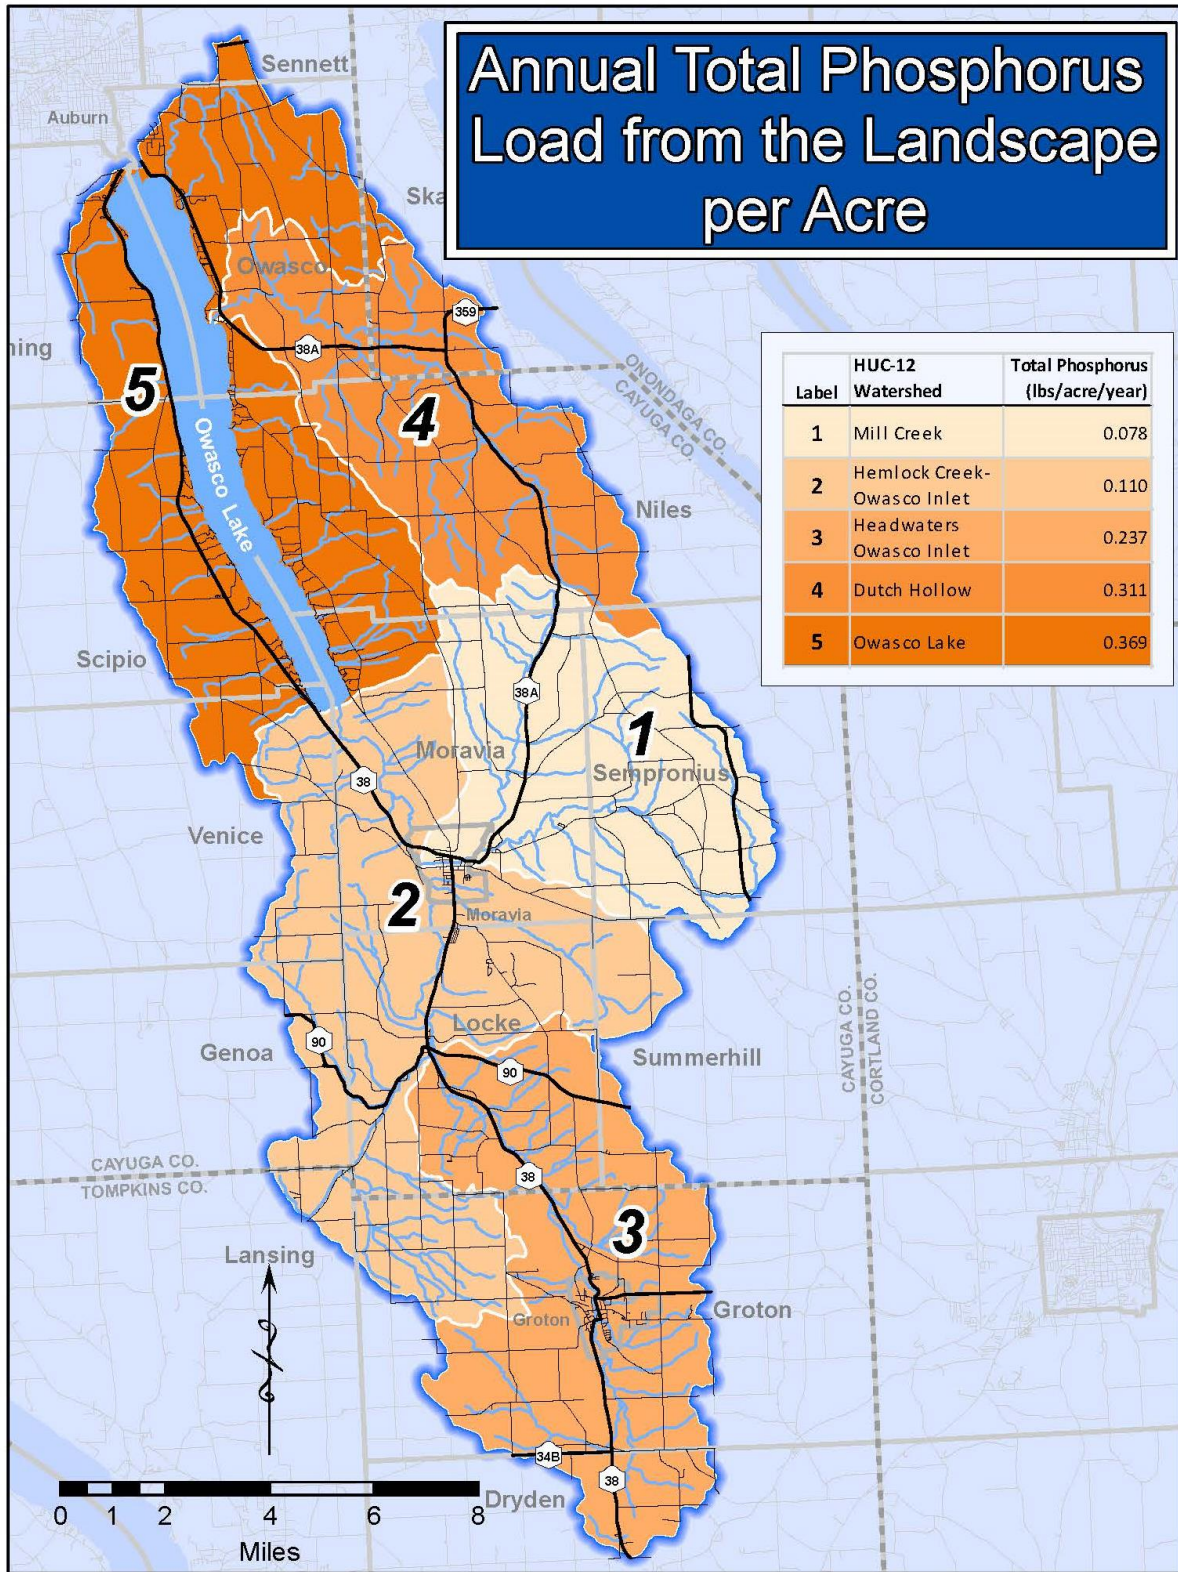 Annual Total Phosphorus
Load from the Landscape
per Acre
Sennett
Auburn
Ska
Owasco
359
38A
ning
ONONDAGA CO.
CAYUGA CO.
5
4
Owasco Lake
Niles
Label HUC-12 Watershed Total Phosphorus (lbs/acre/year)
1 Mill Creek 0.078
2 Hemlock Creek-Owasco Inlet 0.110
3 Headwaters Owasco Inlet 0.237
4 Dutch Hollow 0.311
5 Owasco Lake 0.369
Scipio
38A
1
Moravia
Sempronius
38
Venice
2
Moravia
Locke
Genoa
90
90
Summerhill
CAYUGA CO.
CORTLAND CO.
CAYUGA CO.
TOMPKINS CO.
38
3
Lansing
Groton
Groton
34B
38
Dryden
0 1 2 4 6 8
Miles